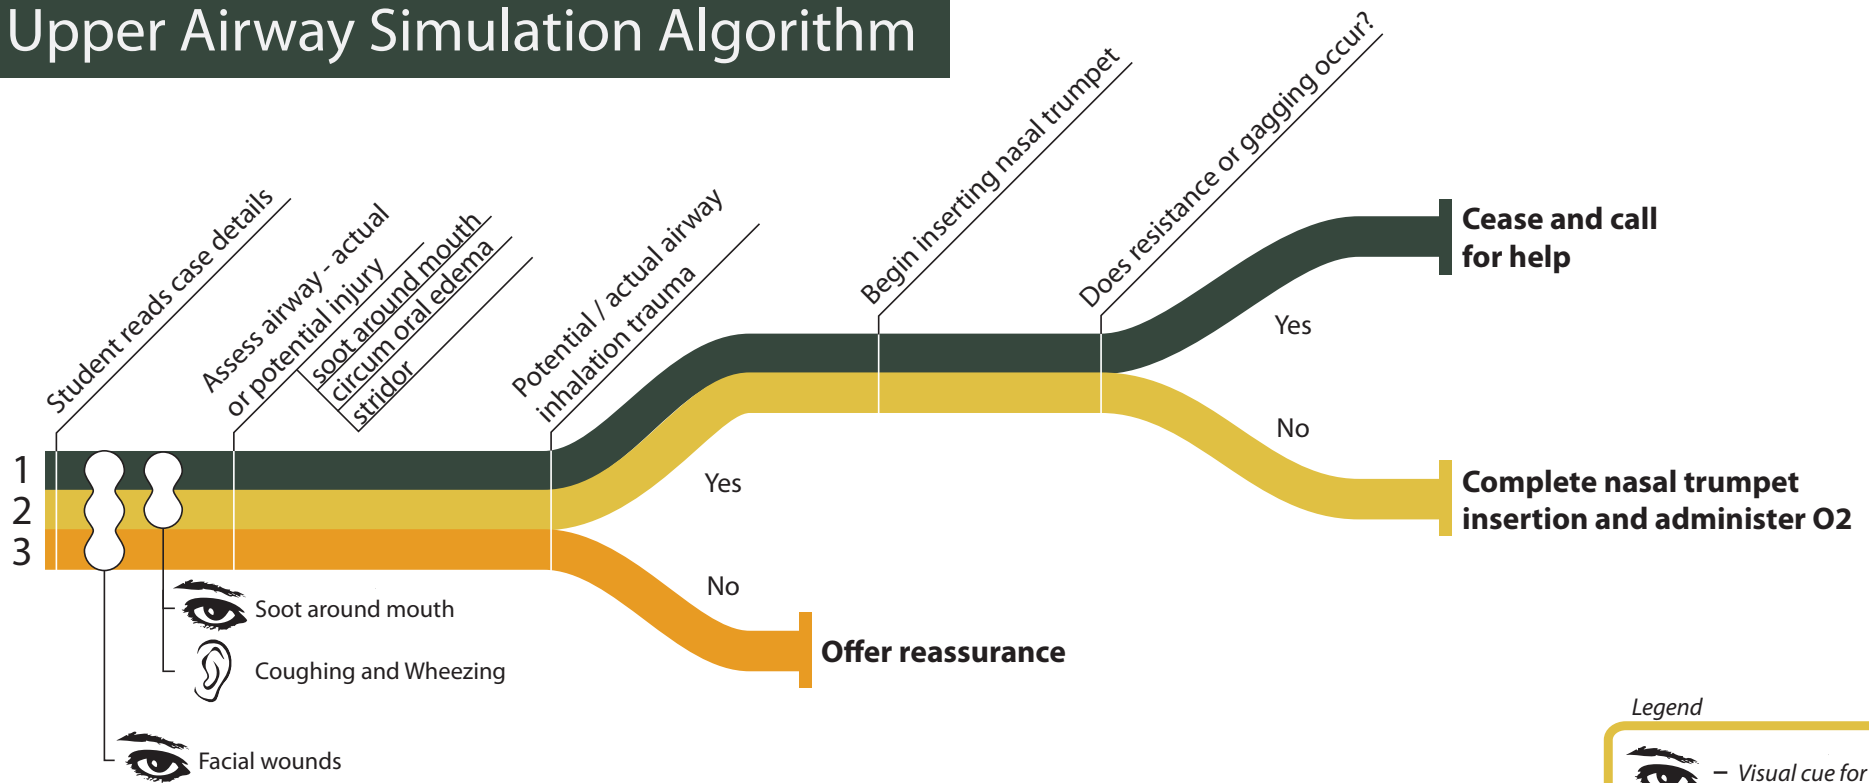 Upper Airway Simulation Algorithm
Student reads case details
Assess airway - actual
or potential injury
soot around mouth
circum oral edema
stridor
Potential / actual airway
inhalation trauma
Begin inserting nasal trumpet
Does resistance or gagging occur?
1
2
3
Yes
No
Yes
No
Cease and call
for help
Complete nasal trumpet
insertion and administer O2
Offer reassurance
Soot around mouth
Coughing and Wheezing
Facial wounds
Legend
– Visual cue for